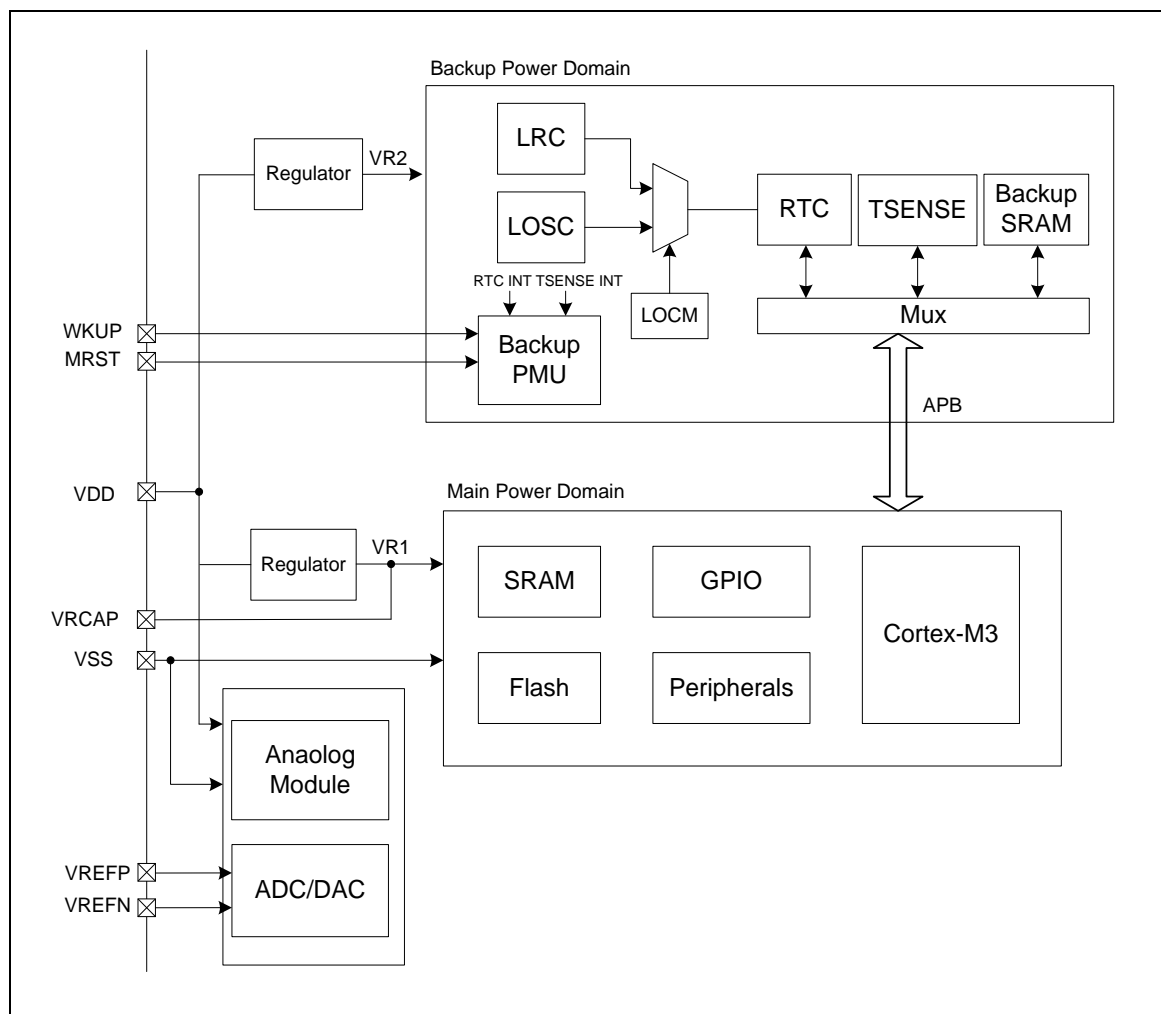 Backup Power Domain
LRC
VR2
Regulator
RTC
TSENSE
Backup
SRAM
LOSC
RTC INT TSENSE INT
LOCM
Mux
WKUP
MRST
Backup
PMU
APB
VDD
Main Power Domain
VR1
Regulator
SRAM
GPIO
Cortex-M3
VRCAP
VSS
Flash
Peripherals
Anaolog
Module
VREFP
VREFN
ADC/DAC